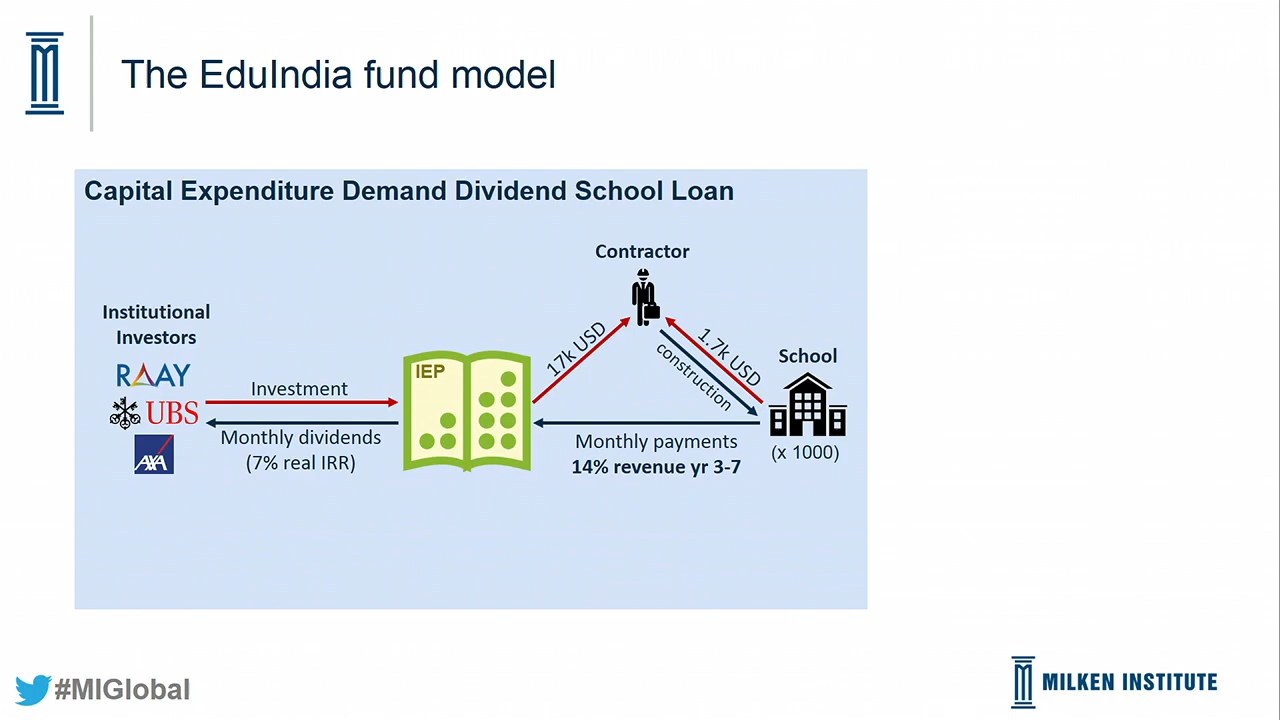 The EduIndia fund model
Capital Expenditure Demand Dividend School Loan
Contractor
Institutional
Investors
RAAY
UBS
AXA
Investment
Monthly dividends
(7% real IRR)
IEP
17k USD
1.7k USD
construction
School
(x 1000)
Monthly payments
14% revenue yr 3-7
#MIGlobal
MILKEN INSTITUTE